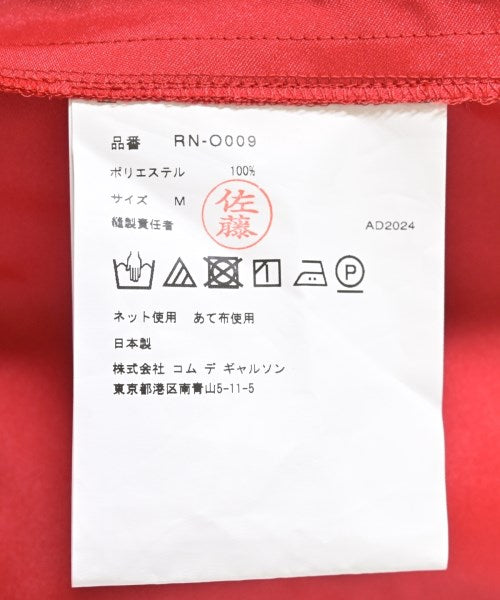 品番 RN-O009
ポリエステル 100%
サイズ M
佐藤
縫製責任者 AD2024
P
ネット使用 あて布使用
日本製
株式会社 コム デ ギャルソン
東京都港区南青山5-11-5